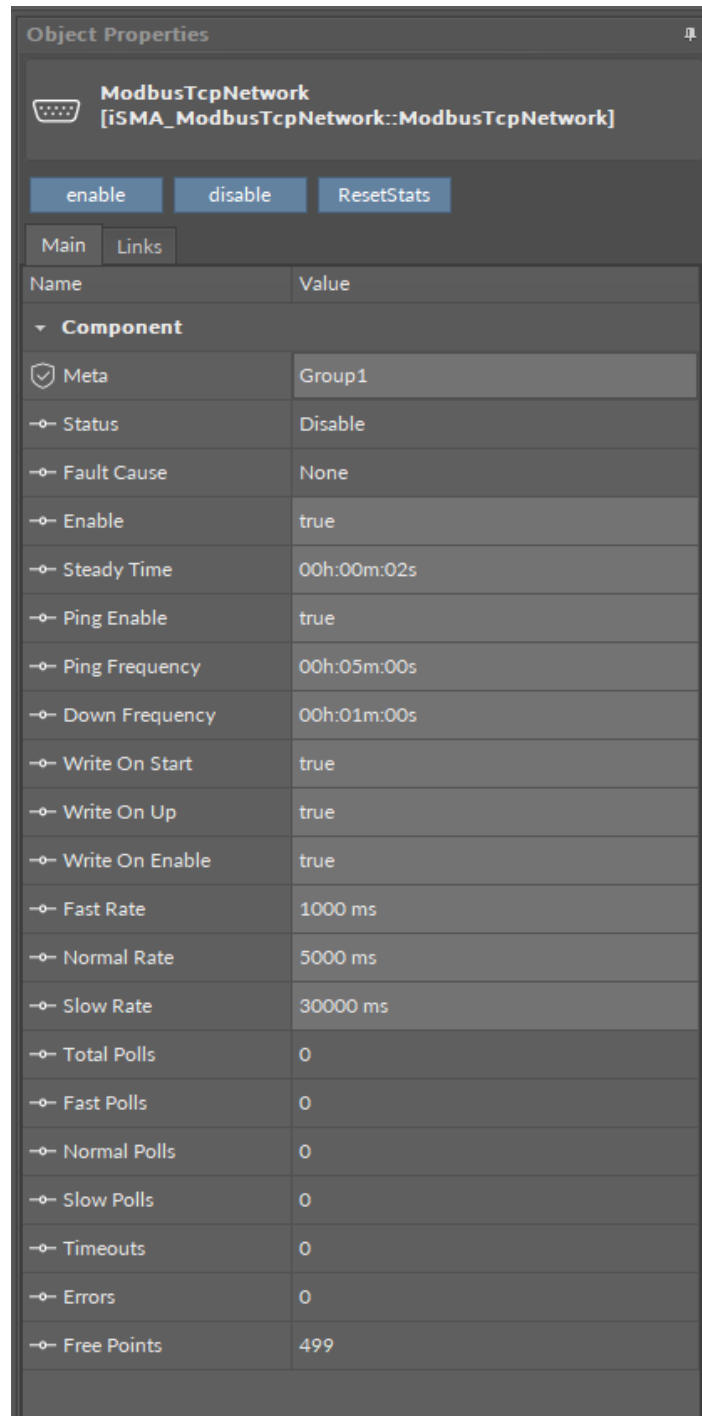 Object Properties
ModbusTcpNetwork
[iSMA_ModbusTcpNetwork::ModbusTcpNetwork]
enable disable ResetStats
Main Links
Name Value
Component
Meta Group1
Status Disable
Fault Cause None
Enable true
Steady Time 00h:00m:02s
Ping Enable true
Ping Frequency 00h:05m:00s
Down Frequency 00h:01m:00s
Write On Start true
Write On Up true
Write On Enable true
Fast Rate 1000 ms
Normal Rate 5000 ms
Slow Rate 30000 ms
Total Polls 0
Fast Polls 0
Normal Polls 0
Slow Polls 0
Timeouts 0
Errors 0
Free Points 499